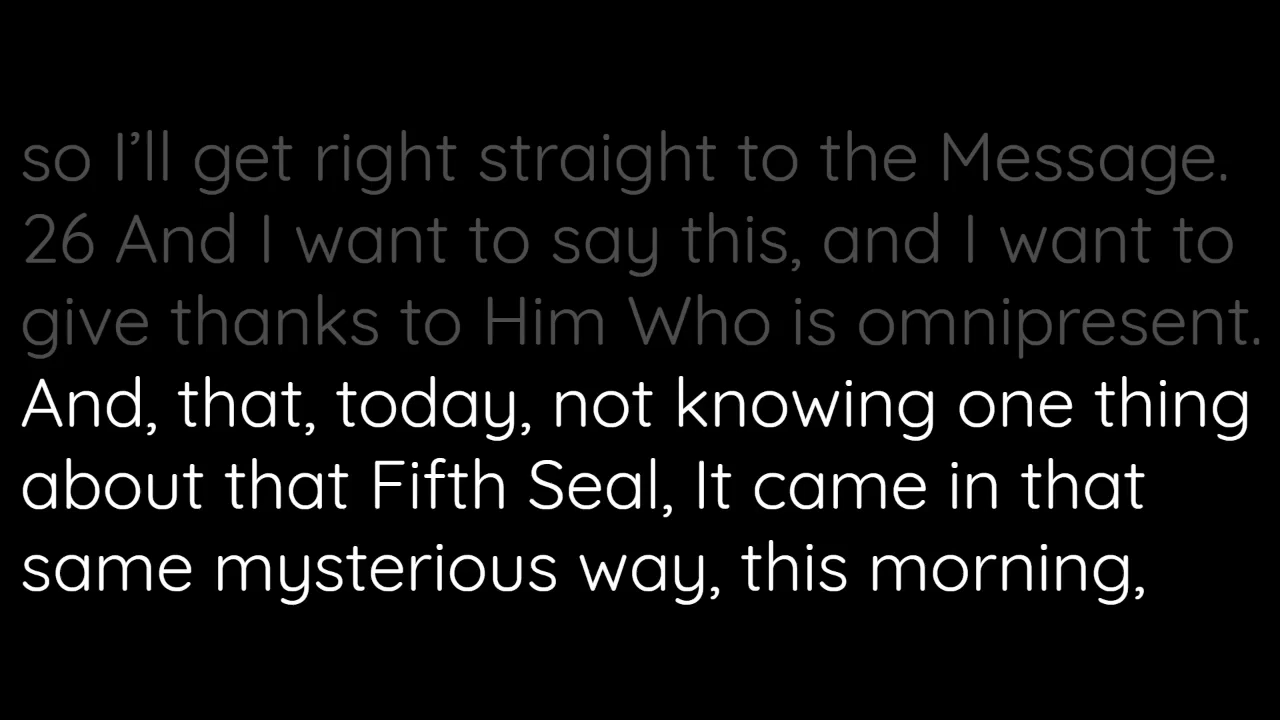 so I’ll get right straight to the Message.
26 And I want to say this, and I want to
give thanks to Him Who is omnipresent.
And, that, today, not knowing one thing
about that Fifth Seal, It came in that
same mysterious way, this morning,